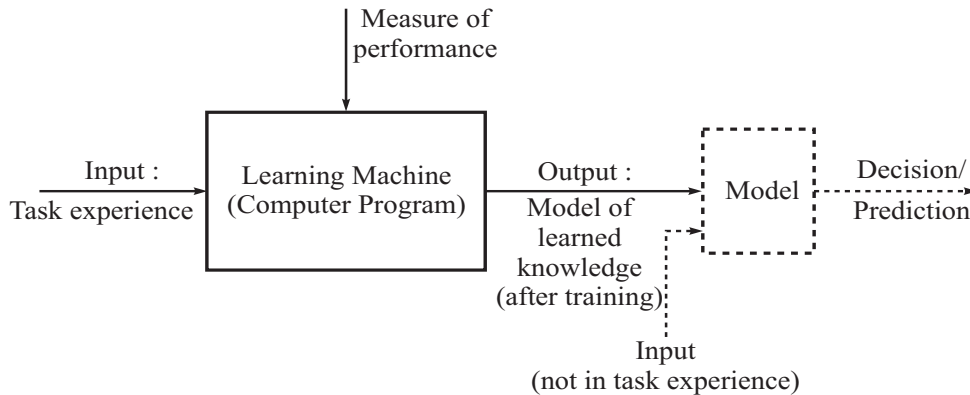 Measure of
performance
Input :
Task experience
Learning Machine
(Computer Program)
Output :
Model of
learned
knowledge
(after training)
Model
Decision/
Prediction
Input
(not in task experience)